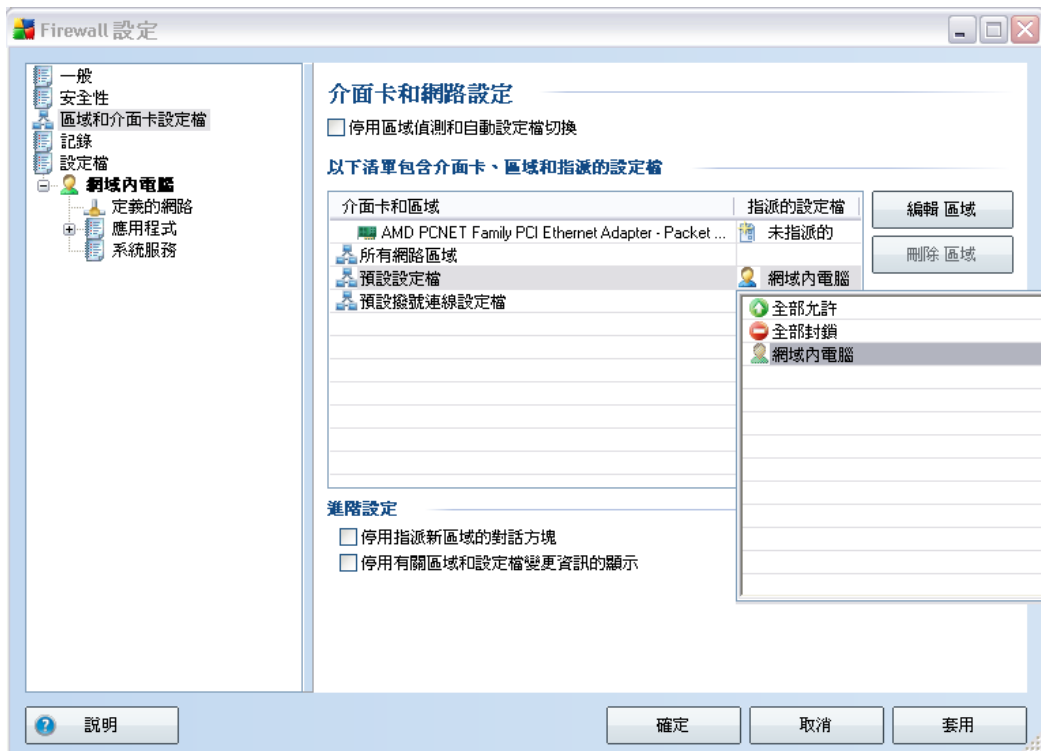 Firewall 設定
一般
安全性
區域和介面卡設定檔
記錄
設定檔
網域內電腦
定義的網路
應用程式
系統服務
介面卡和網路設定
停用區域偵測和自動設定檔切換
以下清單包含介面卡、區域和指派的設定檔
介面卡和區域
指派的設定檔
AMD PCNET Family PCI Ethernet Adapter - Packet ...
未指派的
所有網路區域
預設設定檔
網域內電腦
預設撥號連線設定檔
編輯 區域
刪除 區域
全部允許
全部封鎖
網域內電腦
進階設定
停用指派新區域的對話方塊
停用有關區域和設定檔變更資訊的顯示
說明
確定
取消
套用